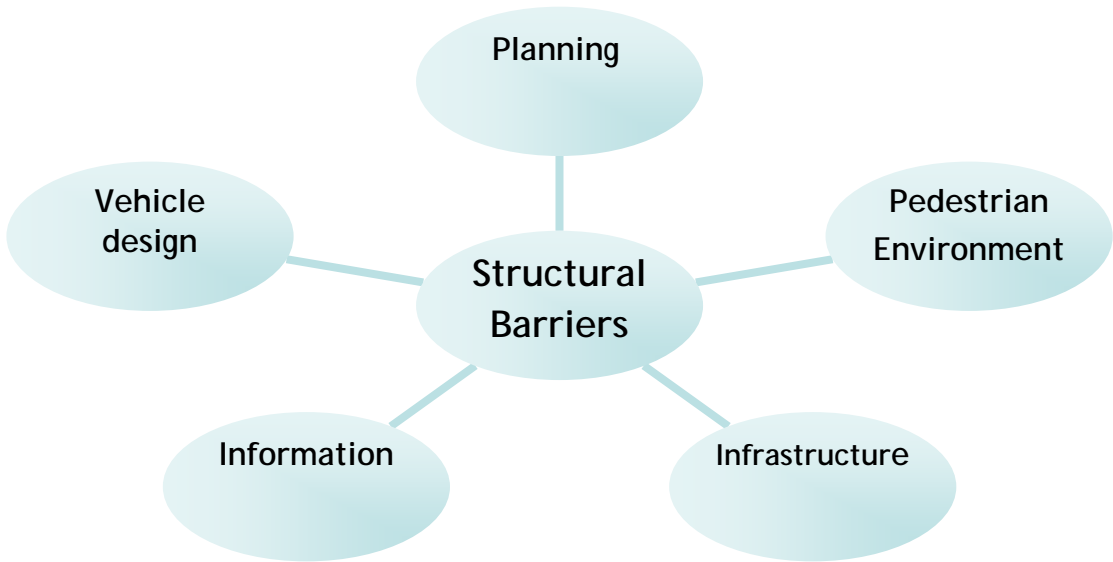 Planning
Vehicle
design
Pedestrian
Environment
Structural
Barriers
Information
Infrastructure